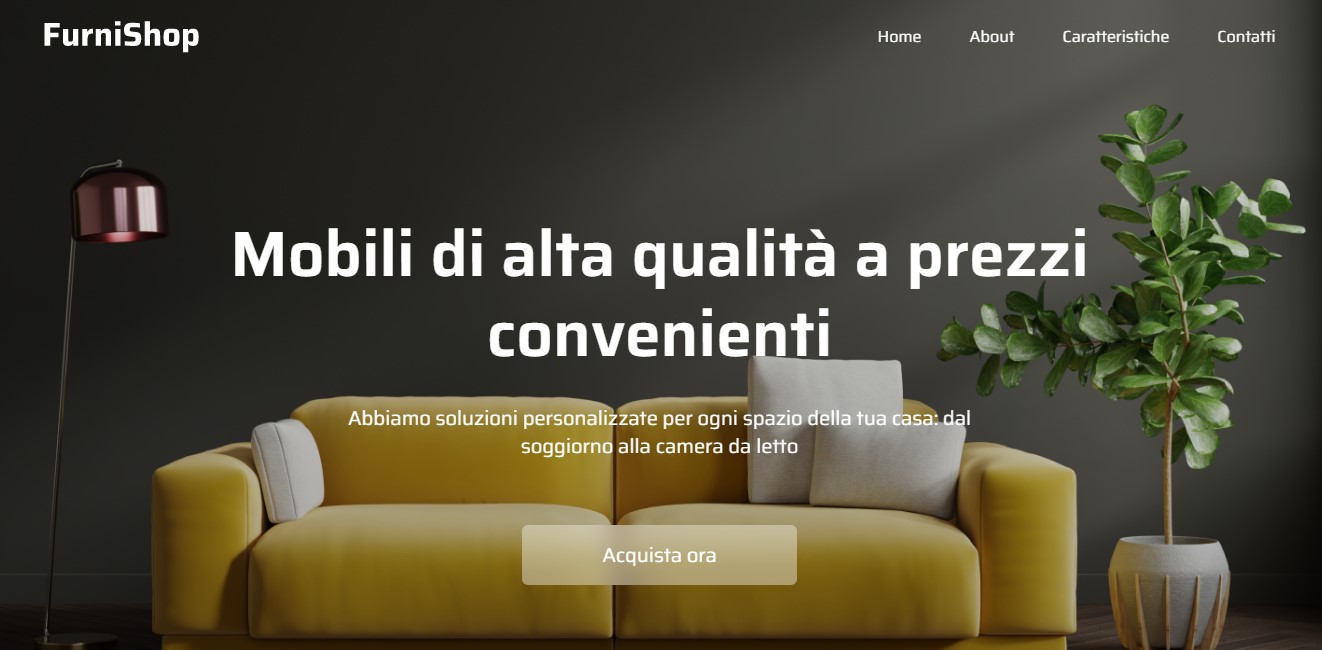 FurniShop
Home About Caratteristiche Contatti
Mobili di alta qualità a prezzi
convenienti
Abbiamo soluzioni personalizzate per ogni spazio della tua casa: dal
soggiorno alla camera da letto
Acquista ora